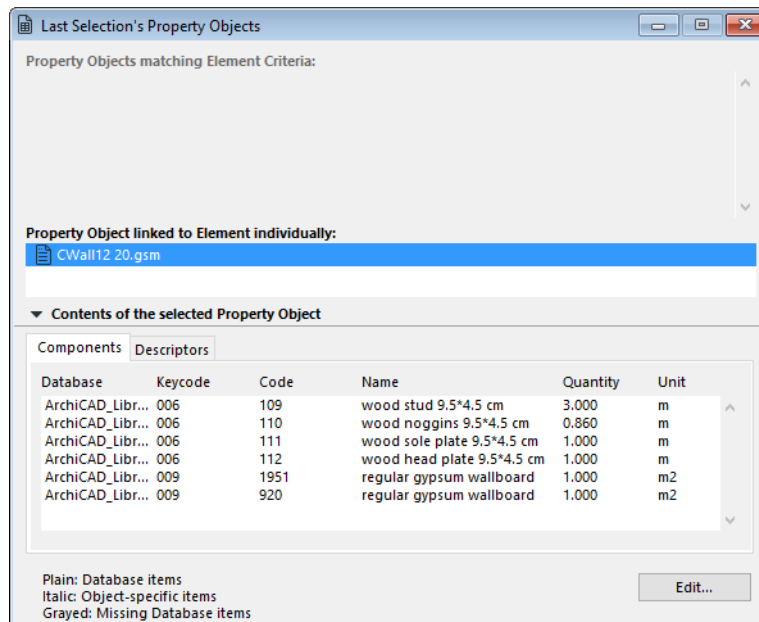 Last Selection's Property Objects
Property Objects matching Element Criteria:
Property Object linked to Element individually:
CWall12 20.gsm
Contents of the selected Property Object
Components Descriptors
Database Keycode Code Name Quantity Unit
ArchiCAD_Libr... 006 109 wood stud 9.5*4.5 cm 3.000 m
ArchiCAD_Libr... 006 110 wood noggins 9.5*4.5 cm 0.860 m
ArchiCAD_Libr... 006 111 wood sole plate 9.5*4.5 cm 1.000 m
ArchiCAD_Libr... 006 112 wood head plate 9.5*4.5 cm 1.000 m
ArchiCAD_Libr... 009 1951 regular gypsum wallboard 1.000 m2
ArchiCAD_Libr... 009 920 regular gypsum wallboard 1.000 m2
Plain: Database items
Italic: Object-specific items
Grayed: Missing Database items
Edit...